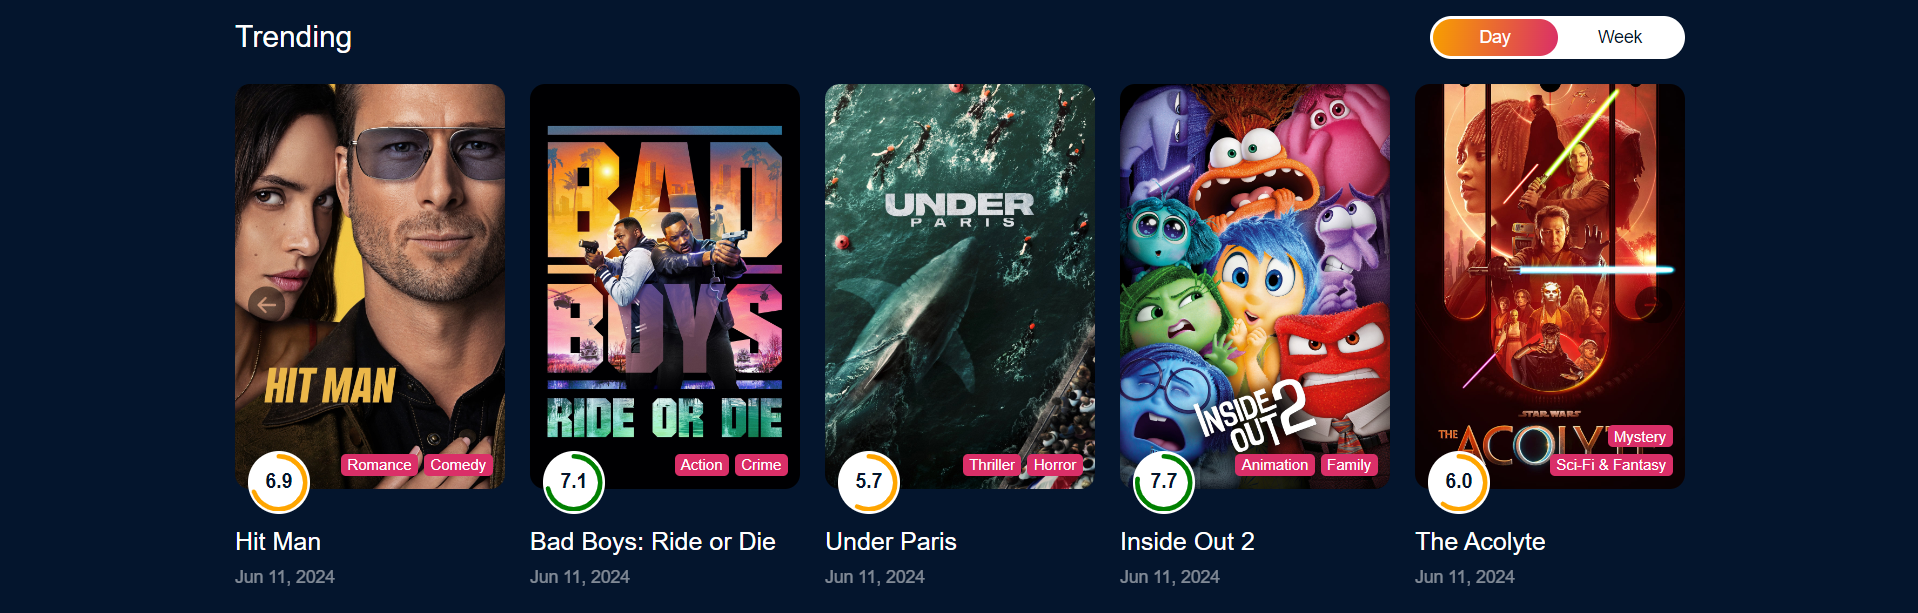 Trending
Day
Week
HIT MAN
Romance
Comedy
6.9
Hit Man
Jun 11, 2024
BAD
BOYS
RIDE OR DIE
Action
Crime
7.1
Bad Boys: Ride or Die
Jun 11, 2024
UNDER
PARIS
Thriller
Horror
5.7
Under Paris
Jun 11, 2024
INSIDE
OUT 2
Animation
Family
7.7
Inside Out 2
Jun 11, 2024
STAR WARS
THE ACOLYTE
Mystery
Sci-Fi & Fantasy
6.0
The Acolyte
Jun 11, 2024